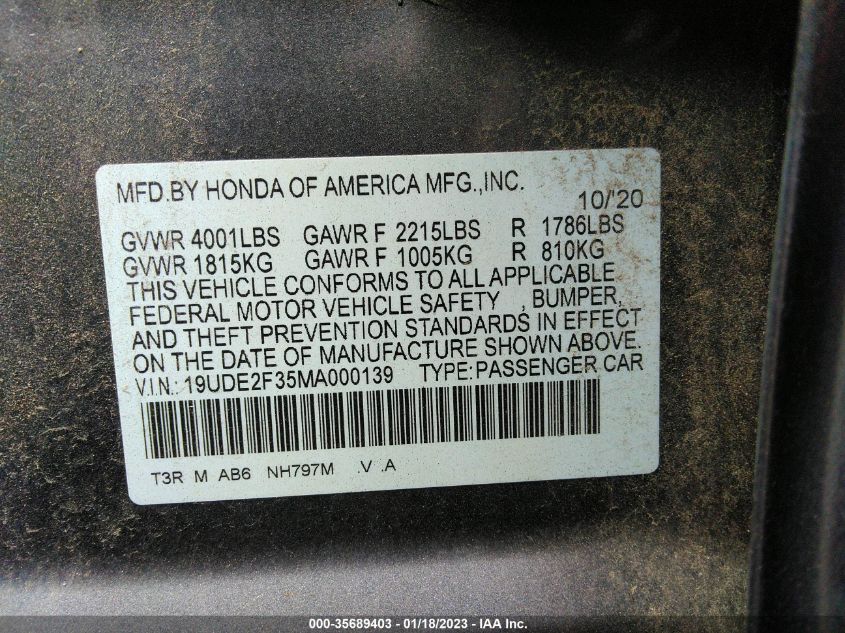 MFD.BY HONDA OF AMERICA MFG.,INC.
10/'20
GVWR 4001LBS GAWR F 2215LBS R 1786LBS
GVWR 1815KG GAWR F 1005KG R 810KG
THIS VEHICLE CONFORMS TO ALL APPLICABLE
FEDERAL MOTOR VEHICLE SAFETY , BUMPER,
AND THEFT PREVENTION STANDARDS IN EFFECT
ON THE DATE OF MANUFACTURE SHOWN ABOVE.
V.I.N.: 19UDE2F35MA000139 TYPE:PASSENGER CAR
T3R M AB6 NH797M .V .A
000-35689403 - 01/18/2023 - IAA Inc.